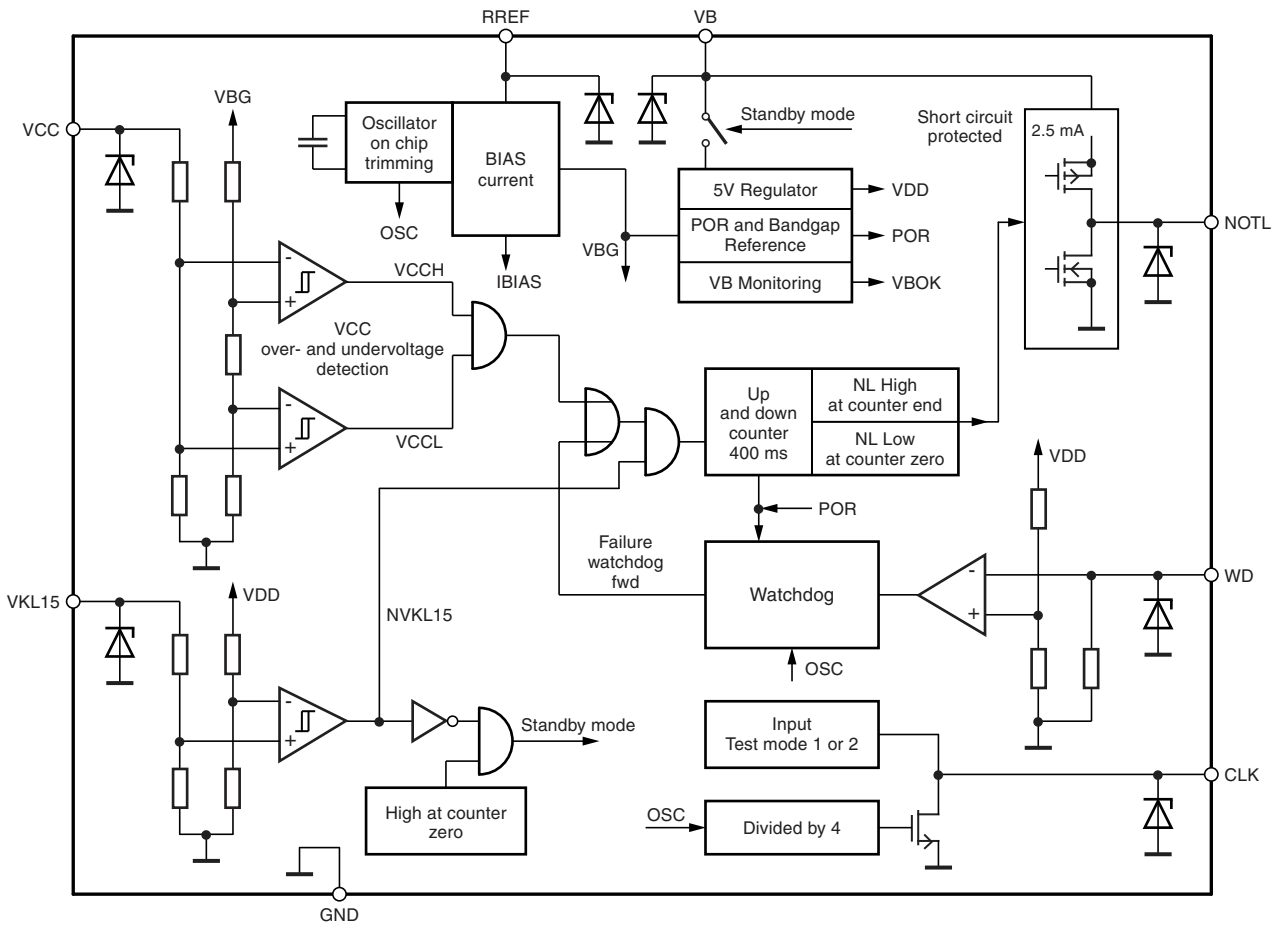 RREF
VB
VCC
VBG
Oscillator
on chip
trimming
BIAS
current
Standby mode
Short circuit
protected
2.5 mA
5V Regulator
VDD
OSC
POR and Bandgap
Reference
POR
NOTL
VBG
IBIAS
VB Monitoring
VBOK
-
+
VCCH
VCC
over- and undervoltage
detection
-
+
VCCL
Up
and down
counter
400 ms
NL High
at counter end
NL Low
at counter zero
VDD
POR
Failure
watchdog
fwd
Watchdog
-
+
WD
VKL15
VDD
NVKL15
OSC
-
+
Standby mode
Input
Test mode 1 or 2
CLK
High at counter
zero
OSC
Divided by 4
GND